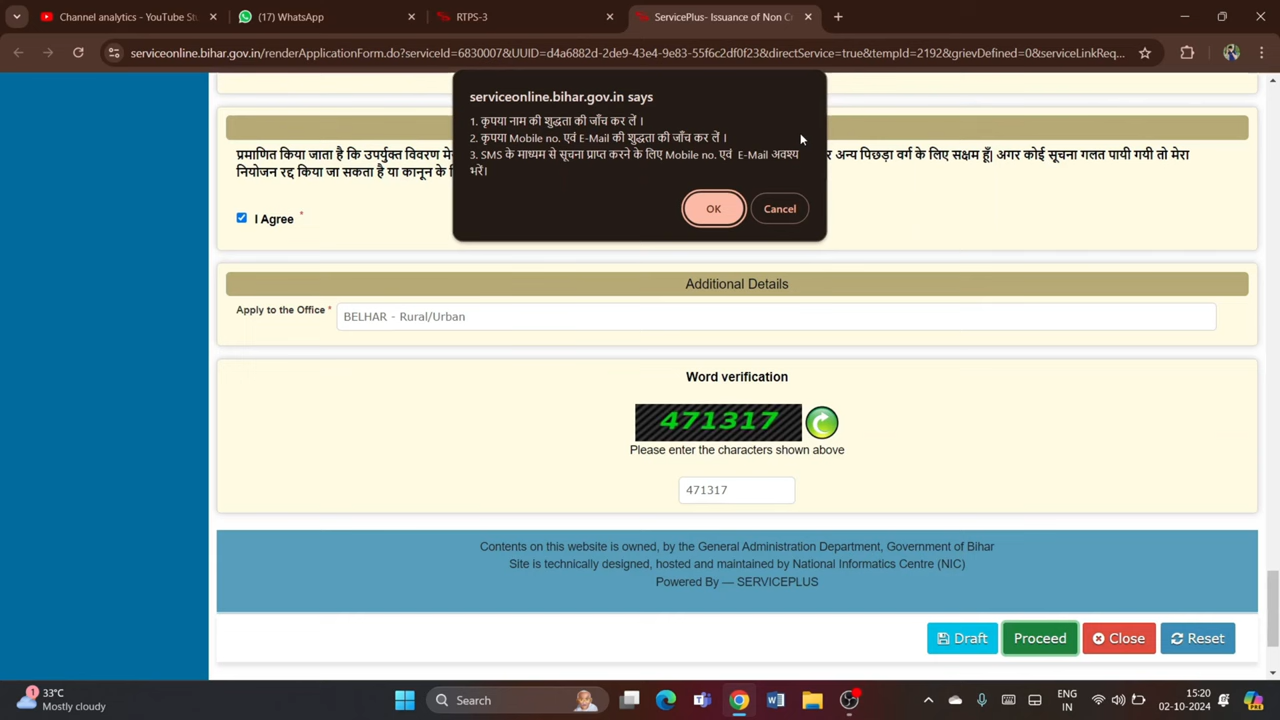 Channel analytics - YouTube St
(17) WhatsApp
RTPS-3
ServicePlus- Issuance of Non C
serviceonline.bihar.gov.in/renderApplicationForm.do?serviceId=6830007&UUID=d4a6882d-2de9-43e4-9e83-55f6c2df0f23&directService=true&tempId=2192&grievDefined=0&serviceLinkReq...
serviceonline.bihar.gov.in says
1. कृपया नाम की शुद्धता की जाँच कर लें ।
2. कृपया Mobile no. एवं E-Mail की शुद्धता की जाँच कर लें ।
3. SMS के माध्यम से सूचना प्राप्त करने के लिए Mobile no. एवं E-Mail अवश्य
भरें।
OK
Cancel
प्रमाणित किया जाता है कि उपर्युक्त विवरण मे
र अन्य पिछड़ा वर्ग के लिए सक्षम हूँ| अगर कोई सूचना गलत पायी गयी तो मेरा
नियोजन रद्द किया जा सकता है या कानून के
I Agree *
Additional Details
Apply to the Office *
BELHAR - Rural/Urban
Word verification
471317
Please enter the characters shown above
471317
Contents on this website is owned, by the General Administration Department, Government of Bihar
Site is technically designed, hosted and maintained by National Informatics Centre (NIC)
Powered By — SERVICEPLUS
Draft
Proceed
Close
Reset
1
33°C
Mostly cloudy
Search
ENG
IN
15:20
02-10-2024